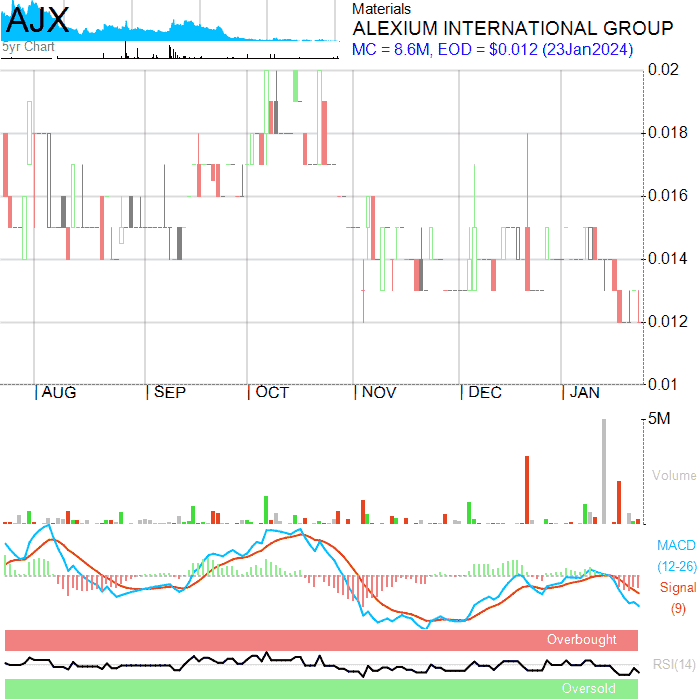 AJX
5yr Chart
Materials
ALEXIUM INTERNATIONAL GROUP
MC = 8.6M, EOD = $0.012 (23Jan2024)
0.02
0.018
0.016
0.014
0.012
0.01
AUG SEP OCT NOV DEC JAN
5M
Volume
MACD
(12-26)
Signal
(9)
Overbought
RSI(14)
Oversold